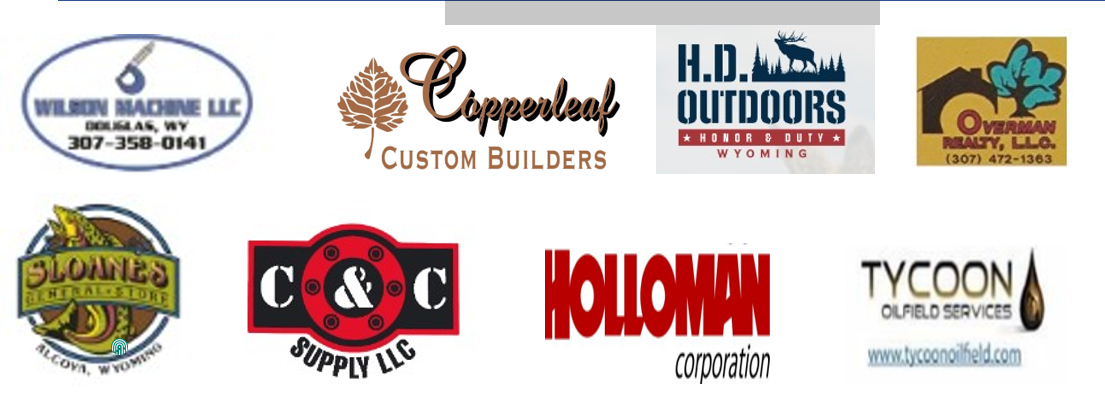 WILSON MACHINE LLC
DOUGLAS, WY
307-358-0141
Copperleaf
CUSTOM BUILDERS
H.D.
OUTDOORS
★ HONOR & DUTY ★
WYOMING
OVERMAN
REALTY, L.L.C.
(307) 472-1363
SLOANE'S
GENERAL STORE
ALCOVA, WYOMING
C & C
SUPPLY LLC
HOLLOMAN
corporation
TYCOON
OILFIELD SERVICES
www.tycoonoilfield.com